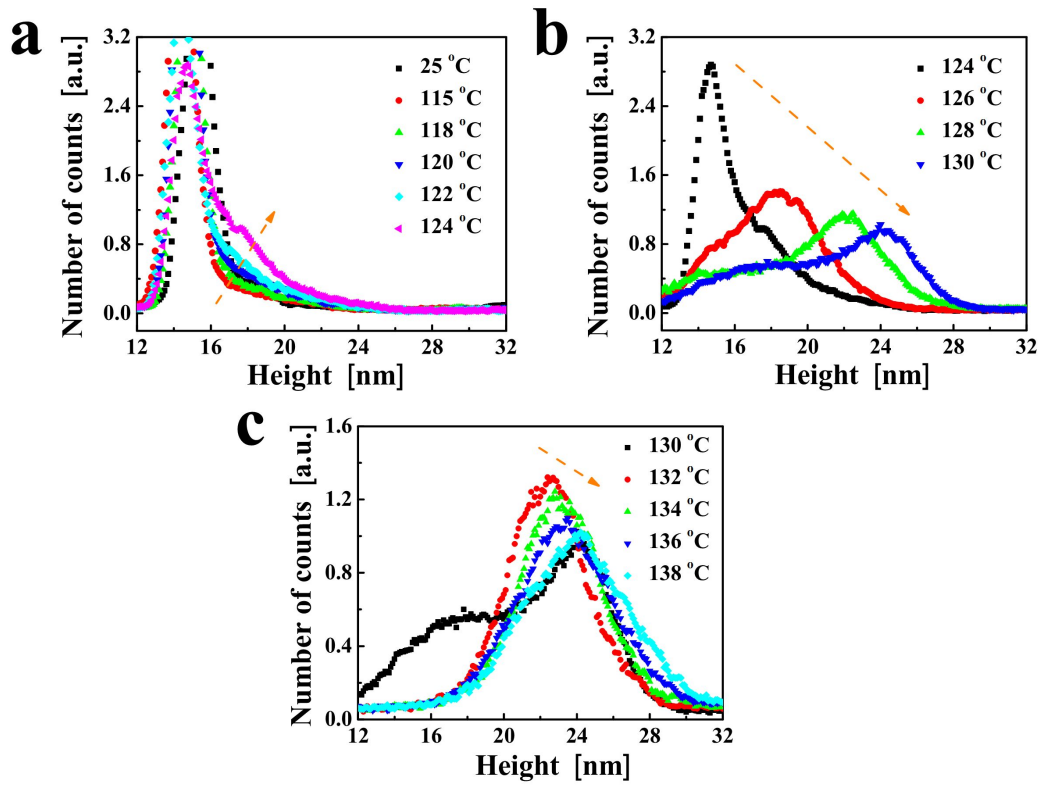 a
3.2
2.4
1.6
0.8
0.0
Number of counts [a.u.]
25 °C
115 °C
118 °C
120 °C
122 °C
124 °C
12 16 20 24 28 32
Height [nm]
b
3.2
2.4
1.6
0.8
0.0
Number of counts [a.u.]
124 °C
126 °C
128 °C
130 °C
12 16 20 24 28 32
Height [nm]
c
1.6
1.2
0.8
0.4
0.0
Number of counts [a.u.]
130 °C
132 °C
134 °C
136 °C
138 °C
12 16 20 24 28 32
Height [nm]